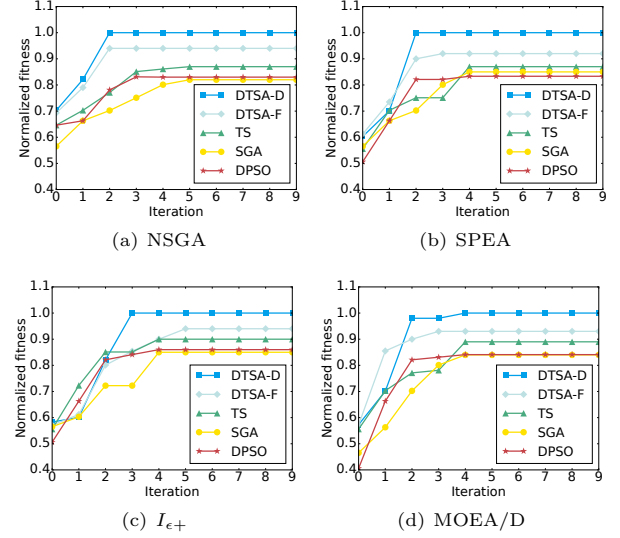 1.1
1.0
0.9
0.8
0.7
0.6
0.5
0.4
Normalized fitness
DTSA-D
DTSA-F
TS
SGA
DPSO
0 1 2 3 4 5 6 7 8 9
Iteration
(a) NSGA
1.1
1.0
0.9
0.8
0.7
0.6
0.5
0.4
Normalized fitness
DTSA-D
DTSA-F
TS
SGA
DPSO
0 1 2 3 4 5 6 7 8 9
Iteration
(b) SPEA
1.1
1.0
0.9
0.8
0.7
0.6
0.5
0.4
Normalized fitness
DTSA-D
DTSA-F
TS
SGA
DPSO
0 1 2 3 4 5 6 7 8 9
Iteration
(c) Iϵ+
1.1
1.0
0.9
0.8
0.7
0.6
0.5
0.4
Normalized fitness
DTSA-D
DTSA-F
TS
SGA
DPSO
0 1 2 3 4 5 6 7 8 9
Iteration
(d) MOEA/D